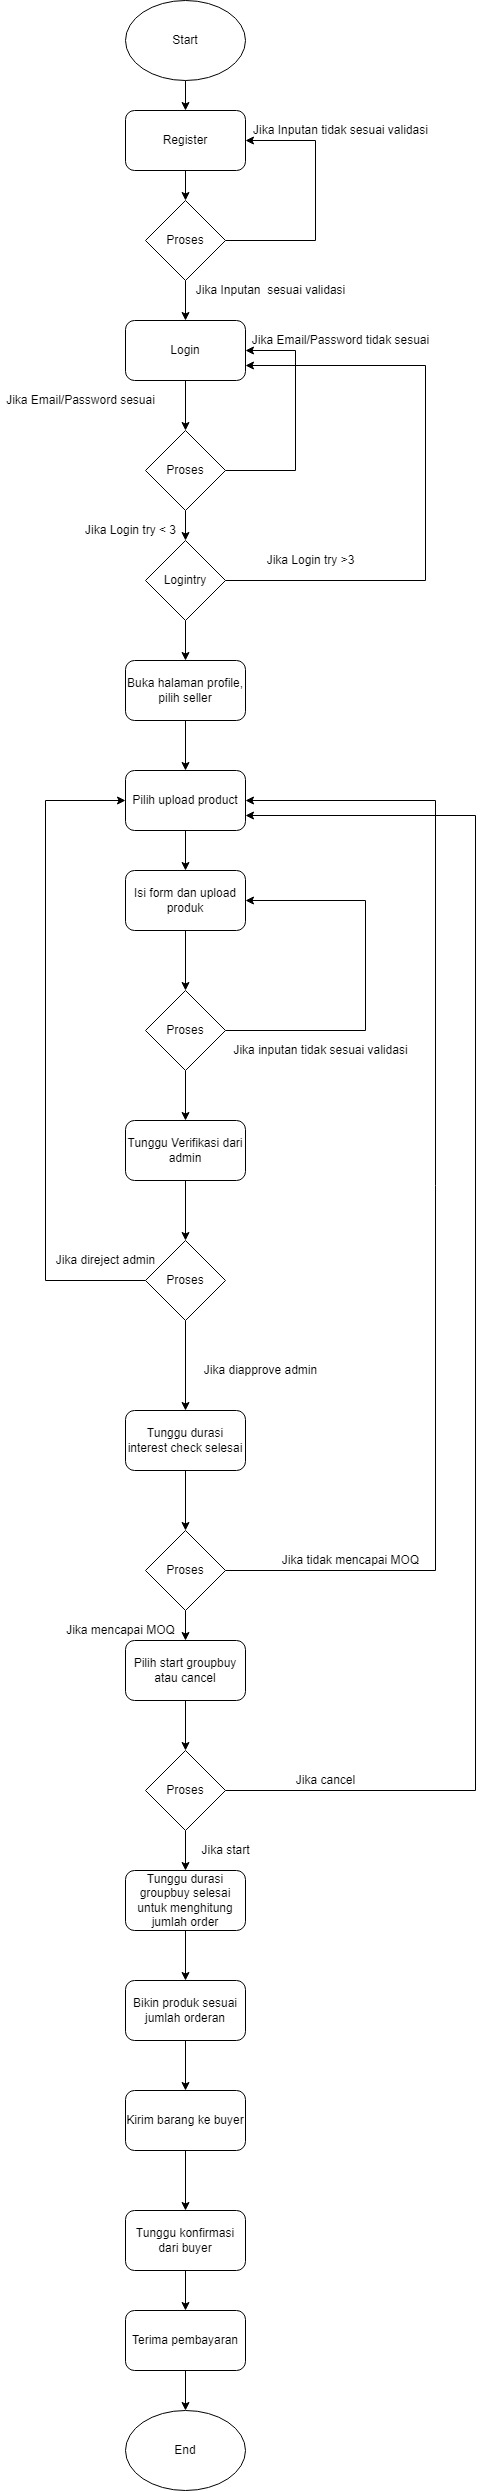 Start
Jika Inputan tidak sesuai validasi
Register
Proses
Jika Inputan  sesuai validasi
Jika Email/Password tidak sesuai
Login
Jika Email/Password sesuai
Proses
Jika Login try < 3
Jika Login try >3
Logintry
Buka halaman profile,
pilih seller
Pilih upload product
Isi form dan upload
produk
Proses
Jika inputan tidak sesuai validasi
Tunggu Verifikasi dari
admin
Jika direject admin
Proses
Jika diapprove admin
Tunggu durasi
interest check selesai
Jika tidak mencapai MOQ
Proses
Jika mencapai MOQ
Pilih start groupbuy
atau cancel
Jika cancel
Proses
Jika start
Tunggu durasi
groupbuy selesai
untuk menghitung
jumlah order
Bikin produk sesuai
jumlah orderan
Kirim barang ke buyer
Tunggu konfirmasi
dari buyer
Terima pembayaran
End